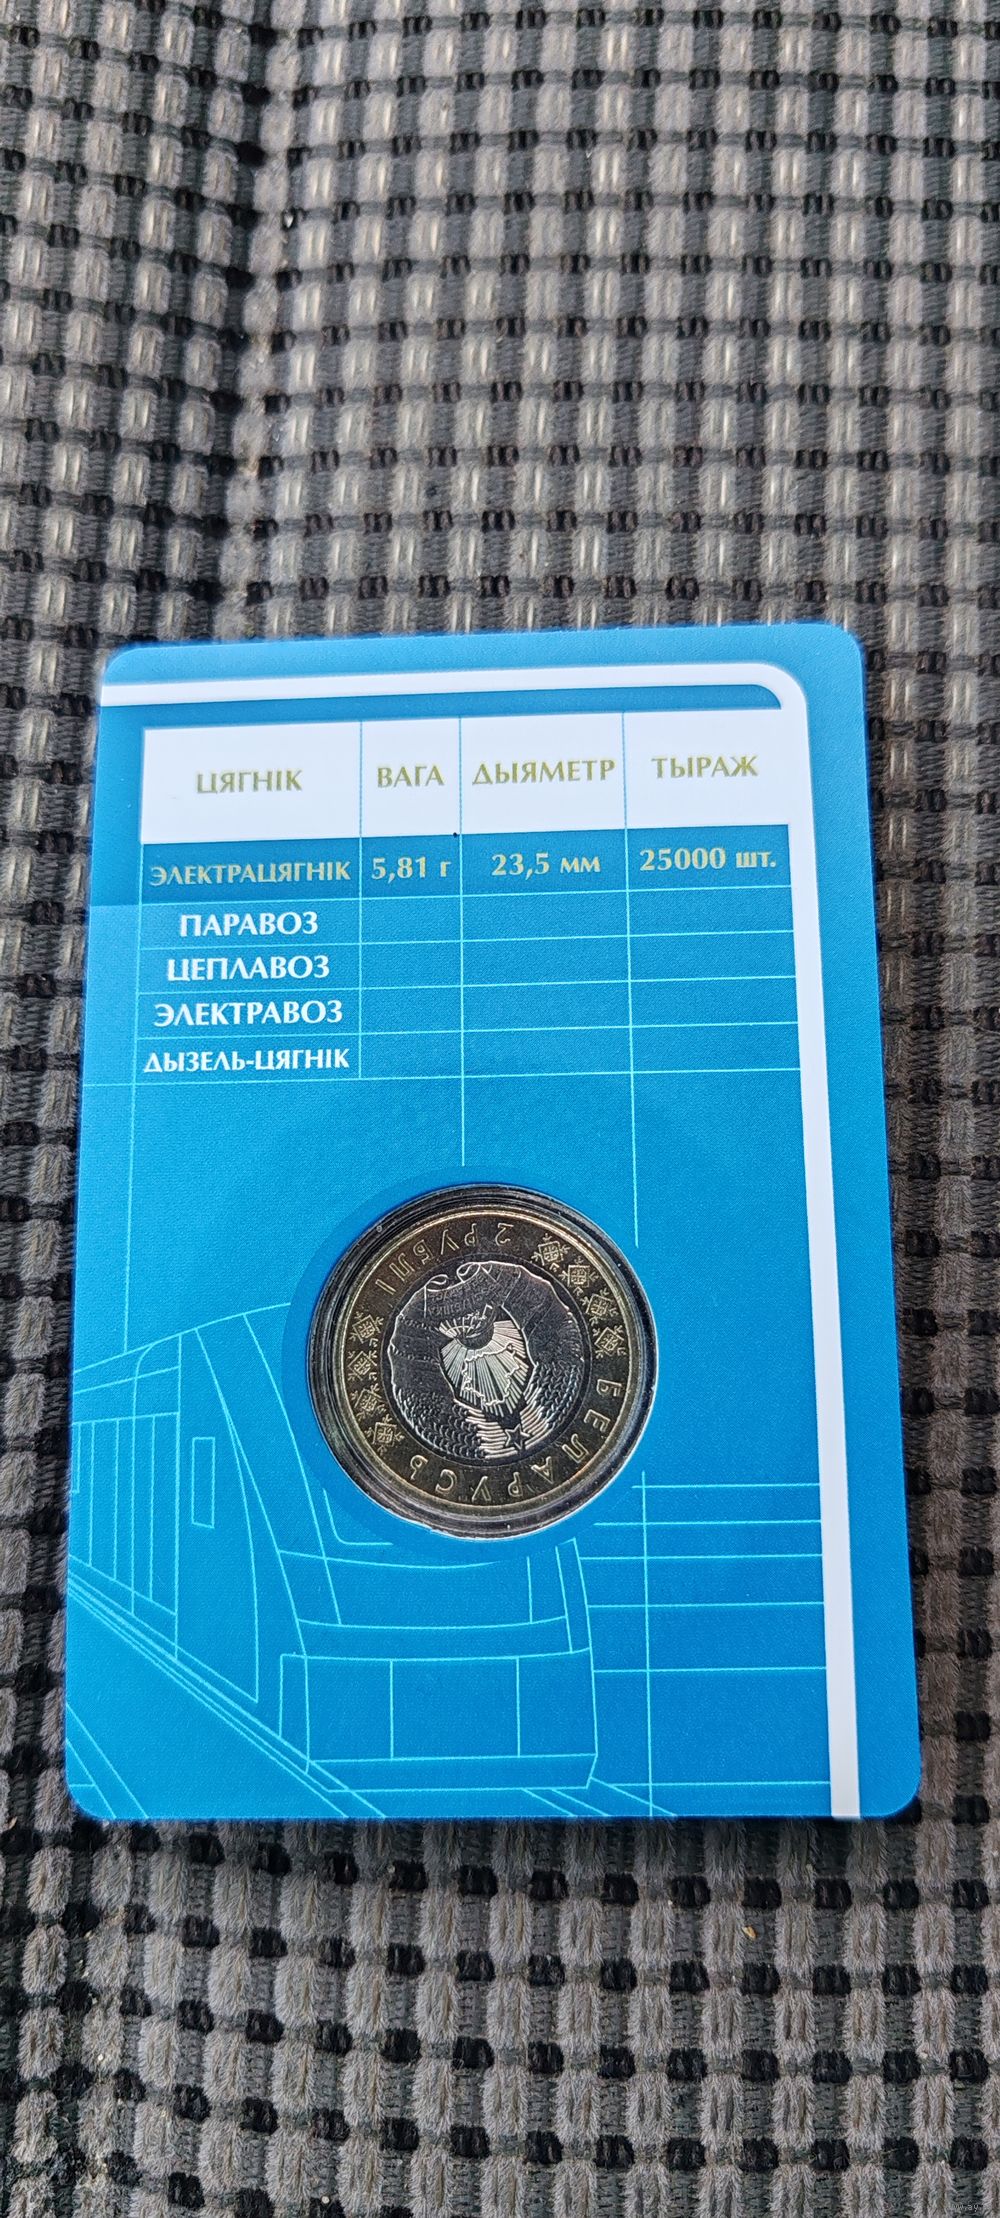 ЦЯГНІК ВАГА ДЫЯМЕТР ТЫРАЖ
ЭЛЕКТРАЦЯГНІК 5,81 г 23,5 мм 25000 шт.
ПАРАВОЗ
ЦЕПЛАВОЗ
ЭЛЕКТРАВОЗ
ДЫЗЕЛЬ-ЦЯГНІК
2 РУБЛІ
БЕЛАРУСЬ